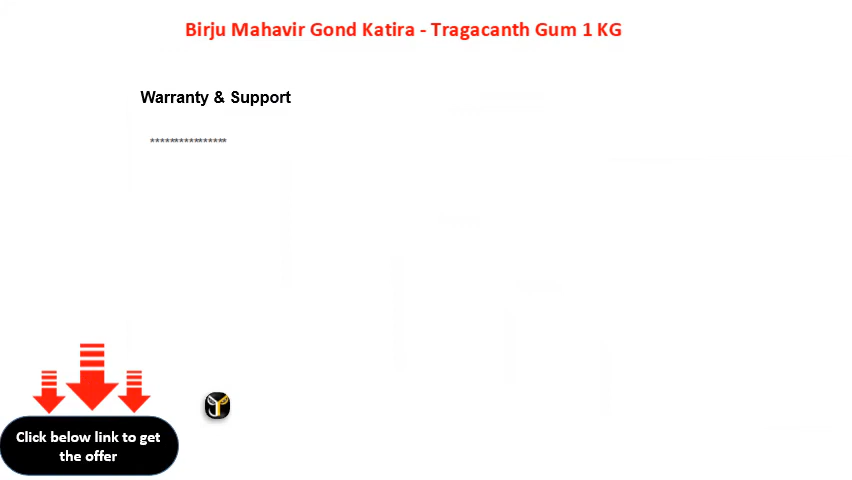 Birju Mahavir Gond Katira - Tragacanth Gum 1 KG
Warranty & Support
****************
Click below link to get
the offer